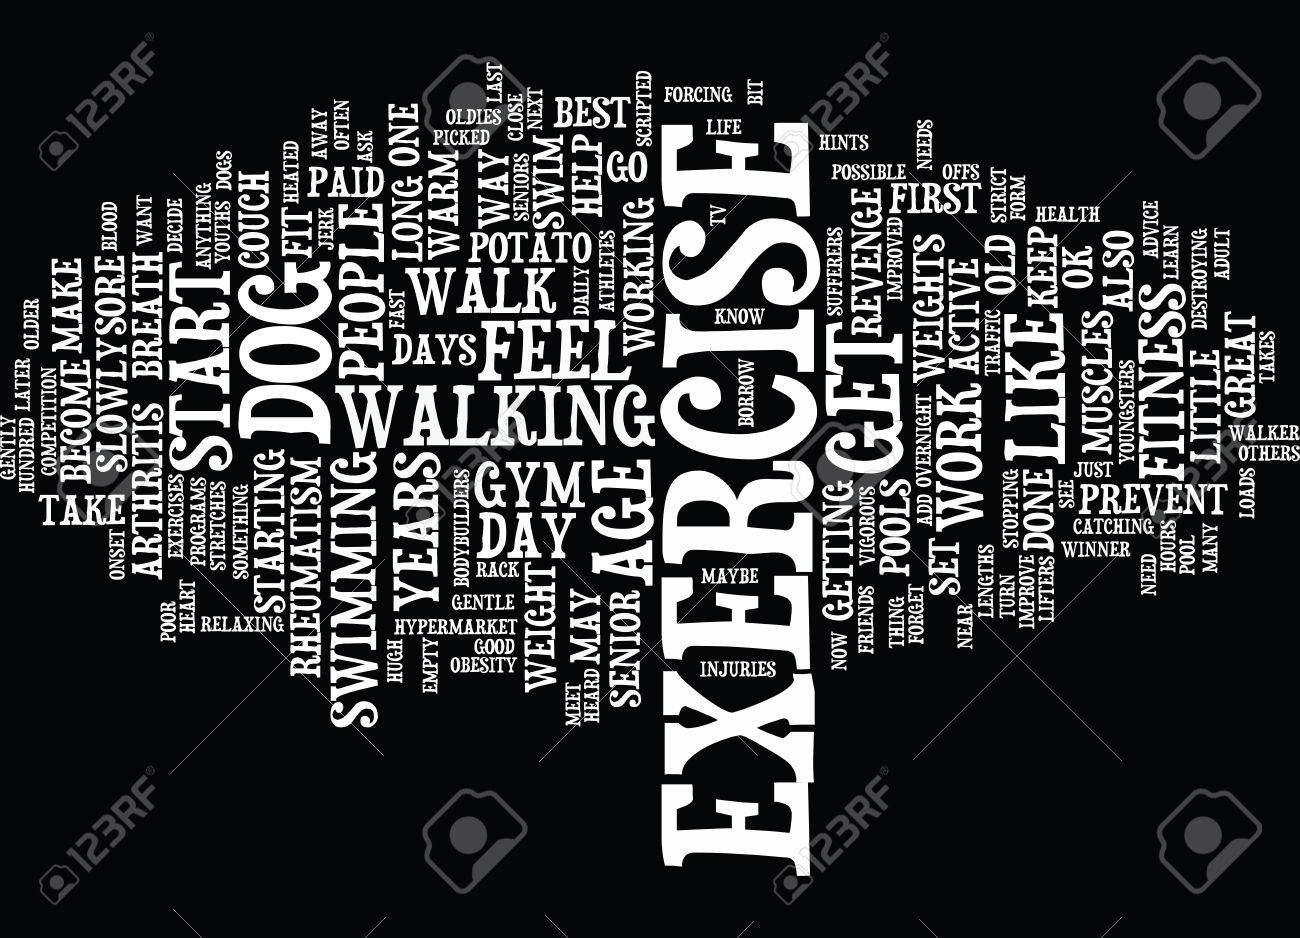 123RF
123RF
123RF
123RF
LAST
FORCING
BIT
OLDIES
CLOSE
NEXT
BEST
SCRIPTED
LIFE
AWAY
OFTEN
ASK
ONE
PICKED
HINTS
NEEDS
DOGS
HEATED
PAID
LONG
WARM
WAY
SENIORS
SWIM
HELP
GO
POSSIBLE
OFFS
FIRST
STRICT
FORM
HEALTH
BLOOD
WANT
DECIDE
ANYTHING
YOUTHS
COUCH
FIT
JERK
PEOPLE
POTATO
DAILY
ATHLETES
WORKING
TV
SUFFERERS
REVENGE
IMPROVED
WEIGHTS
ACTIVE
OLD
KEEP
OK
ALSO
ADVICE
LEARN
DESTROYING
ADULT
OLDER
MAKE
SLOWLY
SORE
BREATH
START
DOG
FAST
WALK
DAYS
FEEL
KNOW
EXERCISE
GET
TRAFFIC
LIKE
MUSCLES
YOUNGSTERS
FITNESS
LITTLE
GREAT
TAKES
GENTLY
HUNDRED
LATER
COMPETITION
BECOME
ARTHRITIS
WALKING
BORROW
OVERNIGHT
ADD
WORK
WALKER
OTHERS
TAKE
ONSET
EXERCISES
PROGRAMS
STRETCHES
SOMETHING
STARTING
RHEUMATISM
SWIMMING
YEARS
BODYBUILDERS
GYM
DAY
AGE
GETTING
VIGOROUS
POOLS
SET
STOPPING
DONE
SEE
JUST
PREVENT
CATCHING
WINNER
HOURS
POOL
MANY
LOADS
NEED
POOR
HEART
RELAXING
RACK
GENTLE
WEIGHT
MAY
SENIOR
MAYBE
NOW
FRIENDS
THING
FORGET
NEAR
LENGTHS
TURN
IMPROVE
LIFTERS
HYPERMARKET
HUGH
EMPTY
GOOD
OBESITY
MEET
HEARD
INJURIES
123RF
123RF
123RF
123RF